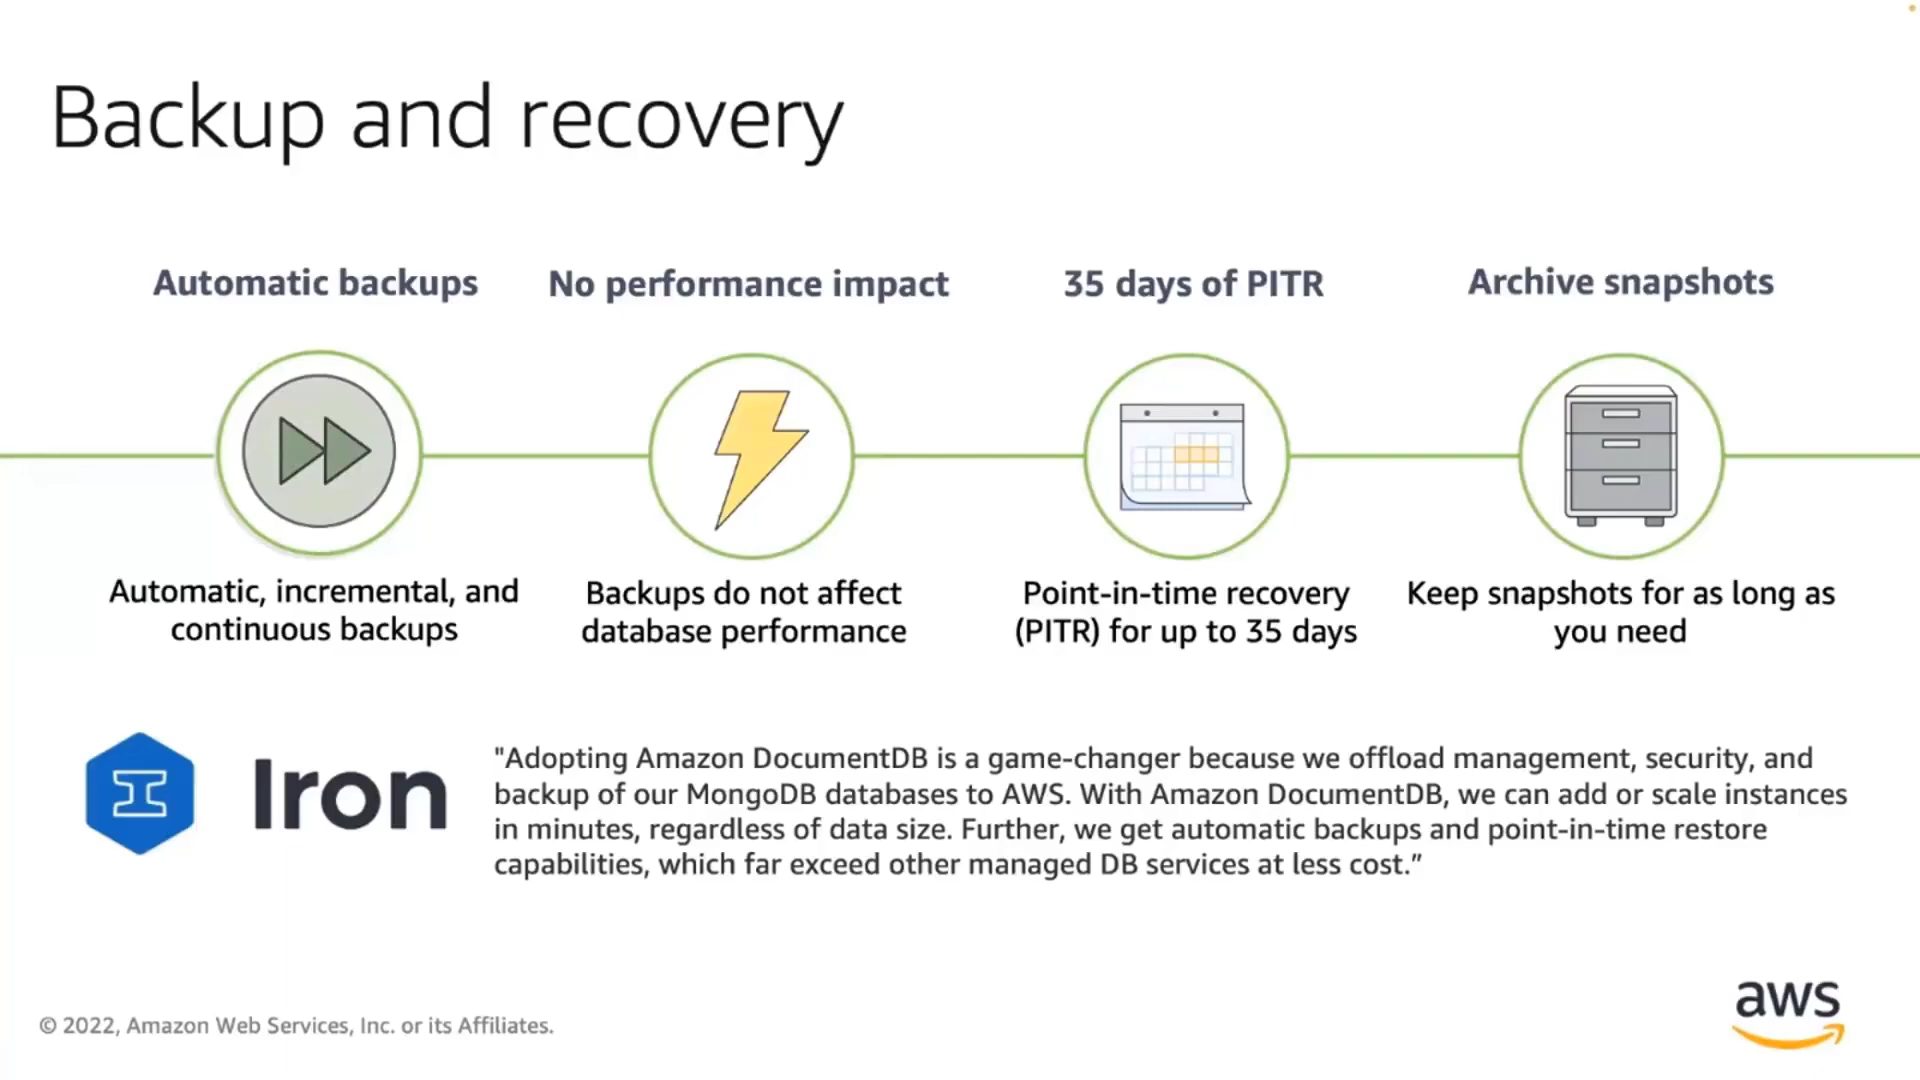 Backup and recovery
Automatic backups
No performance impact
35 days of PITR
Archive snapshots
Automatic, incremental, and
continuous backups
Backups do not affect
database performance
Point-in-time recovery
(PITR) for up to 35 days
Keep snapshots for as long as
you need
Iron
"Adopting Amazon DocumentDB is a game-changer because we offload management, security, and
backup of our MongoDB databases to AWS. With Amazon DocumentDB, we can add or scale instances
in minutes, regardless of data size. Further, we get automatic backups and point-in-time restore
capabilities, which far exceed other managed DB services at less cost.”
© 2022, Amazon Web Services, Inc. or its Affiliates.
aws